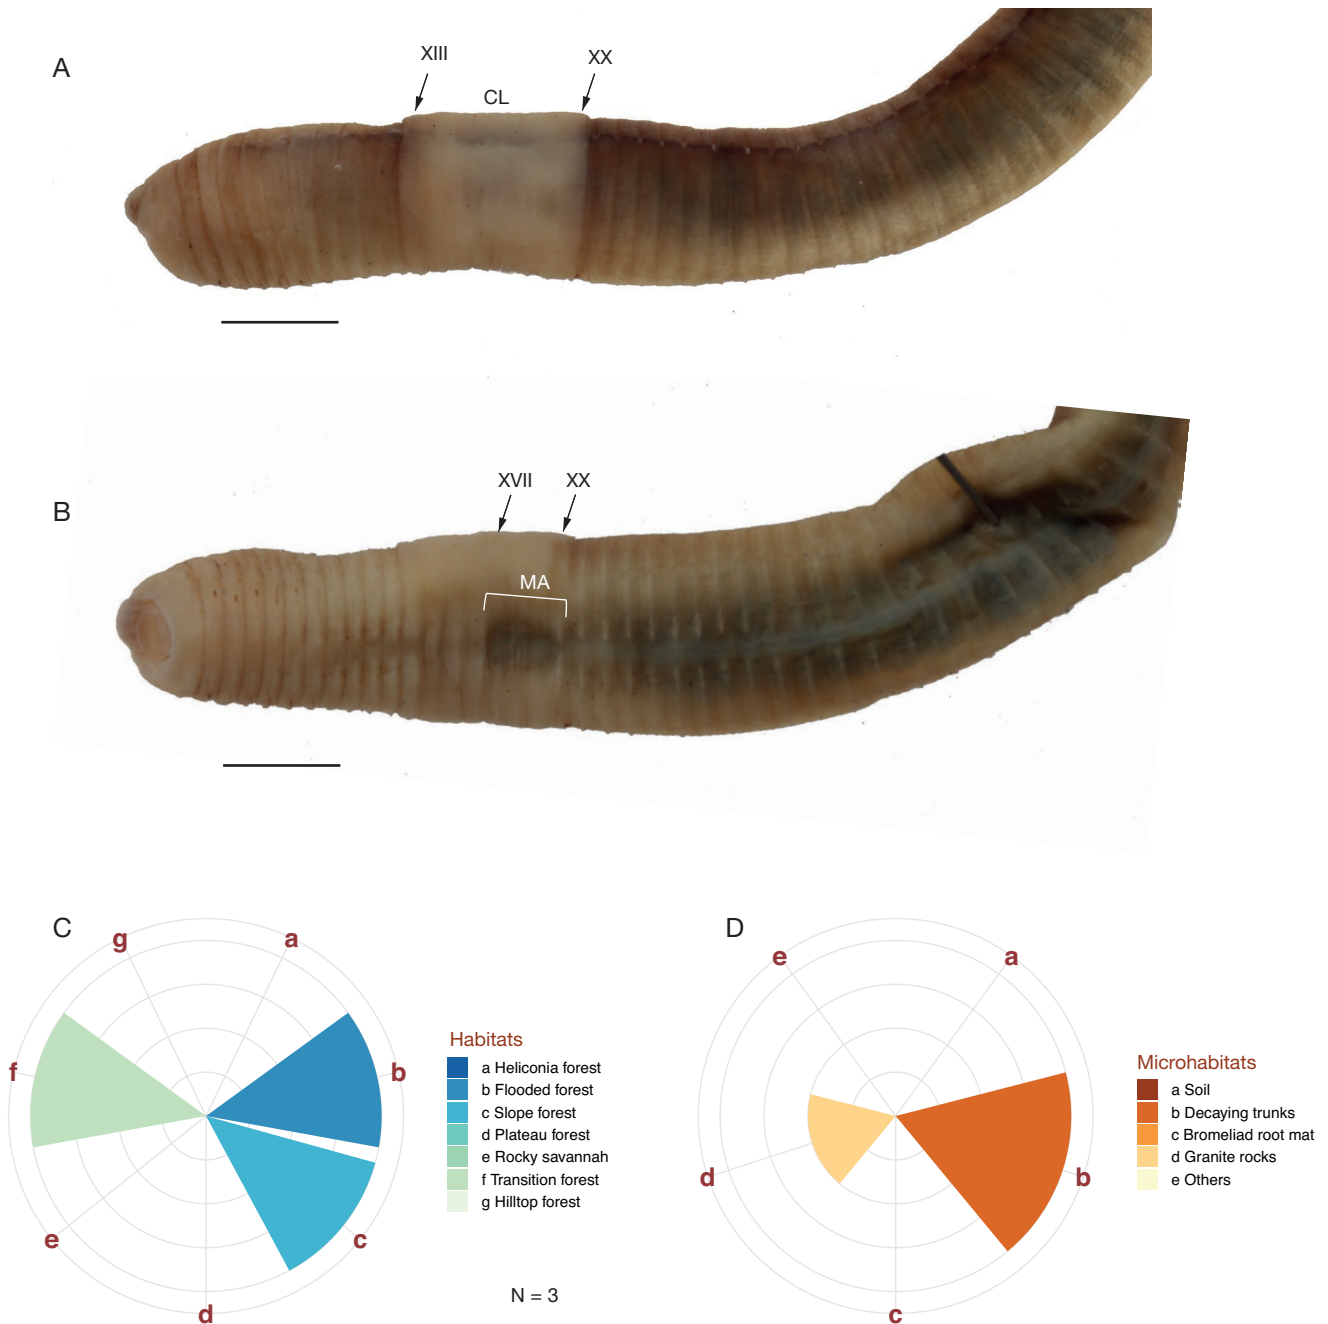 A
XIII
XX
CL
B
XVII
XX
MA
C
g
a
f
b
e
c
d
Habitats
a Heliconia forest
b Flooded forest
c Slope forest
d Plateau forest
e Rocky savannah
f Transition forest
g Hilltop forest
N = 3
D
e
a
d
b
c
Microhabitats
a Soil
b Decaying trunks
c Bromeliad root mat
d Granite rocks
e Others